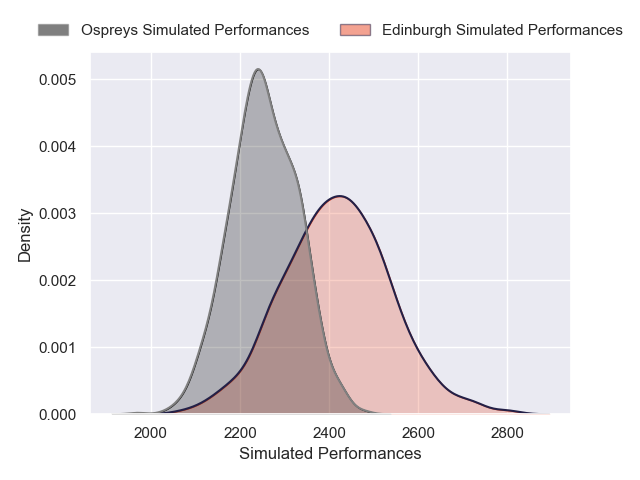 Ospreys Simulated Performances
Edinburgh Simulated Performances
0.005
0.004
0.003
0.002
0.001
0.000
Density
2000
2200
2400
2600
2800
Simulated Performances